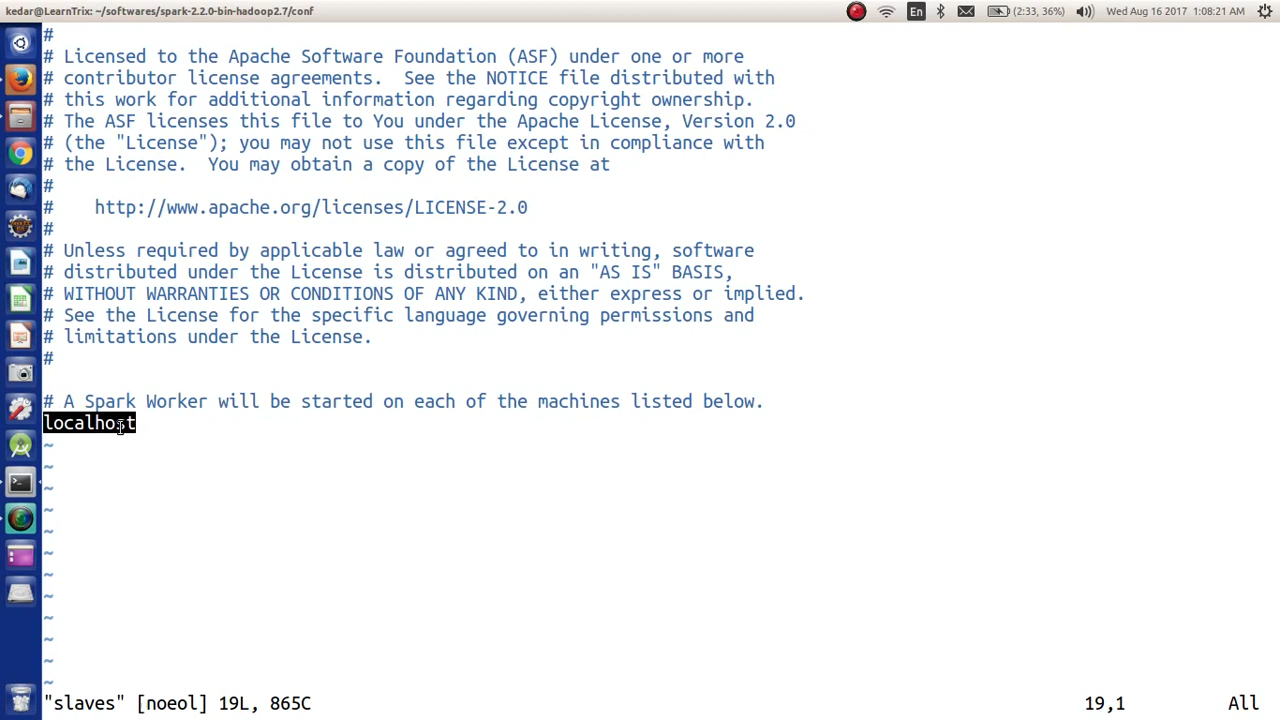 kedar@LearnTrix: ~/softwares/spark-2.2.0-bin-hadoop2.7/conf
En
(2:33, 36%)
Wed Aug 16 2017 1:08:21 AM
#
# Licensed to the Apache Software Foundation (ASF) under one or more
# contributor license agreements.  See the NOTICE file distributed with
# this work for additional information regarding copyright ownership.
# The ASF licenses this file to You under the Apache License, Version 2.0
# (the "License"); you may not use this file except in compliance with
# the License.  You may obtain a copy of the License at
#
#    http://www.apache.org/licenses/LICENSE-2.0
#
# Unless required by applicable law or agreed to in writing, software
# distributed under the License is distributed on an "AS IS" BASIS,
# WITHOUT WARRANTIES OR CONDITIONS OF ANY KIND, either express or implied.
# See the License for the specific language governing permissions and
# limitations under the License.
#
# A Spark Worker will be started on each of the machines listed below.
localhost
~
~
~
~
~
~
~
~
~
~
~
~
"slaves" [noeol] 19L, 865C 19,1 All